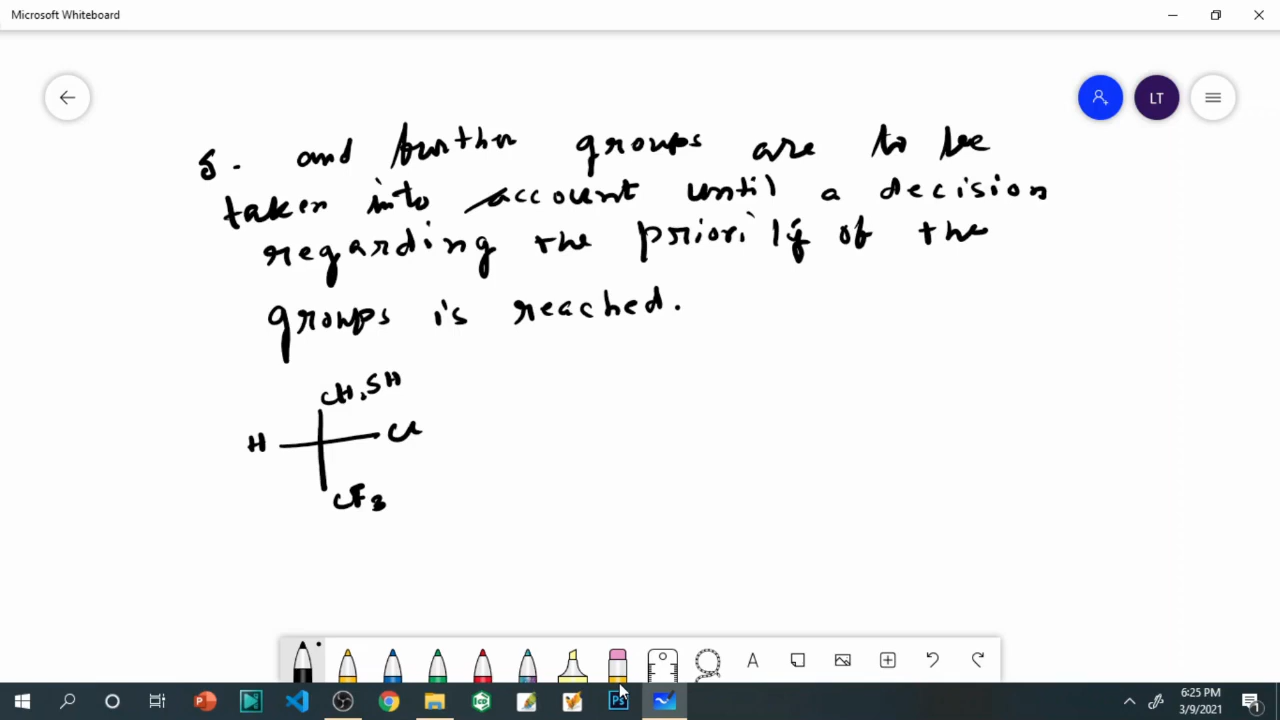 Microsoft Whiteboard
LT
5. and further groups are to be
taken into account until a decision
regarding the priority of the
groups is reached.
CH2SH
H Cl
CF3
A
Ps
6:25 PM
3/9/2021